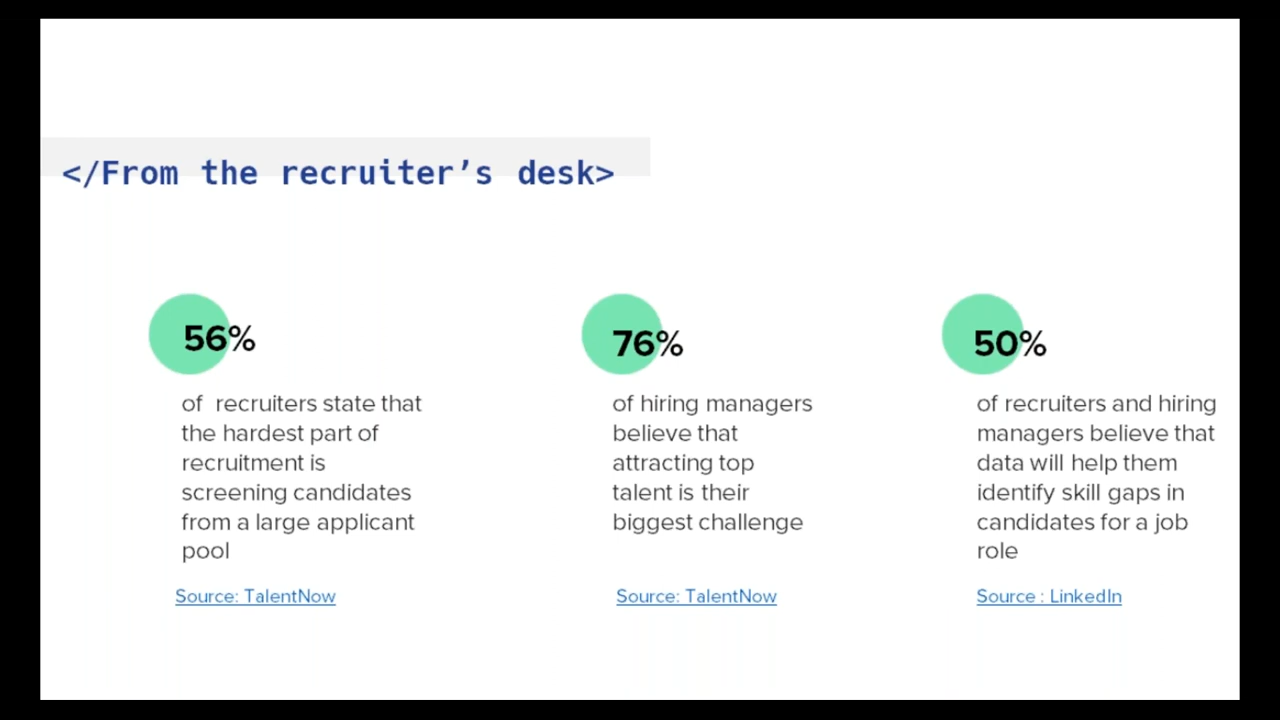 </From the recruiter’s desk>
56%
of  recruiters state that
the hardest part of
recruitment is
screening candidates
from a large applicant
pool
Source: TalentNow
76%
of hiring managers
believe that
attracting top
talent is their
biggest challenge
Source: TalentNow
50%
of recruiters and hiring
managers believe that
data will help them
identify skill gaps in
candidates for a job
role
Source : LinkedIn